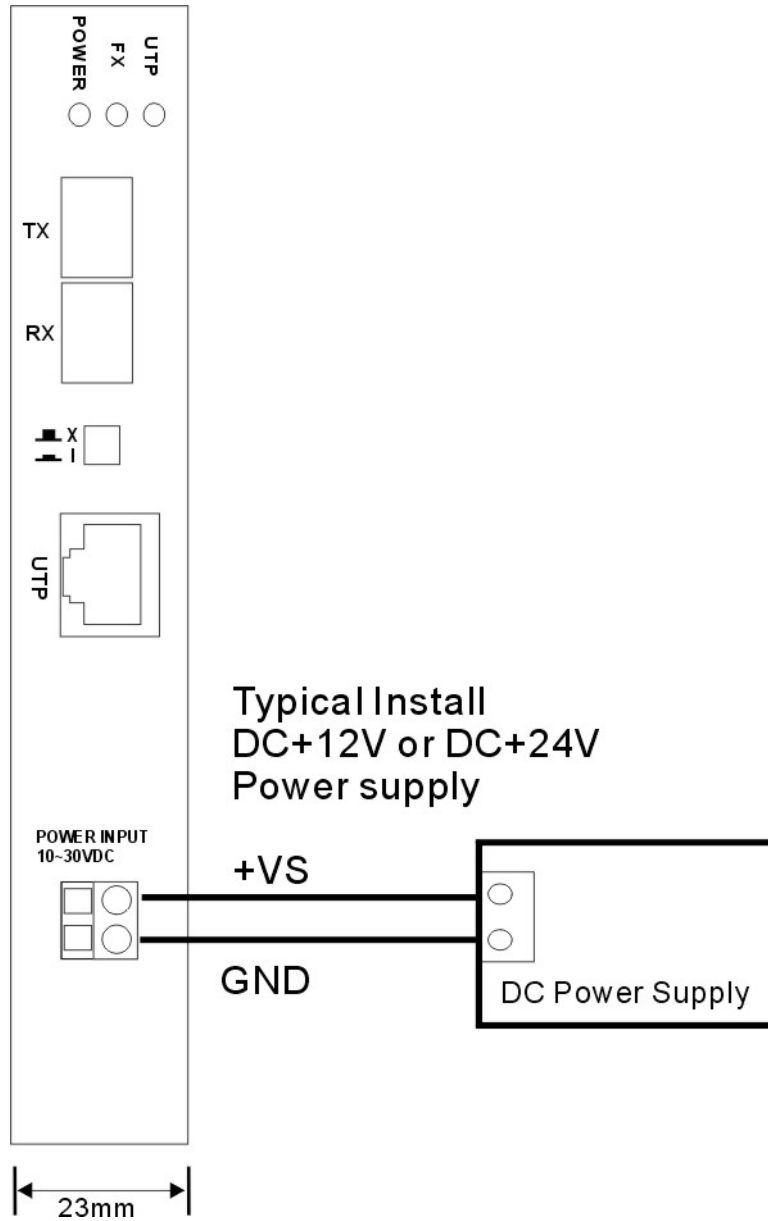 POWER
FX
UTP
TX
RX
X
I
UTP
Typical Install
DC+12V or DC+24V
Power supply
POWER INPUT
10~30VDC
+VS
GND
DC Power Supply
23mm